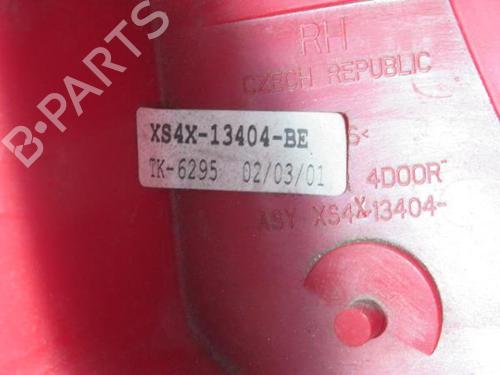 B-PARTS
RH
CZECH REPUBLIC
XS4X-13404-BE
TK-6295 02/03/01
4DOOR
ASY XS4X-13404-